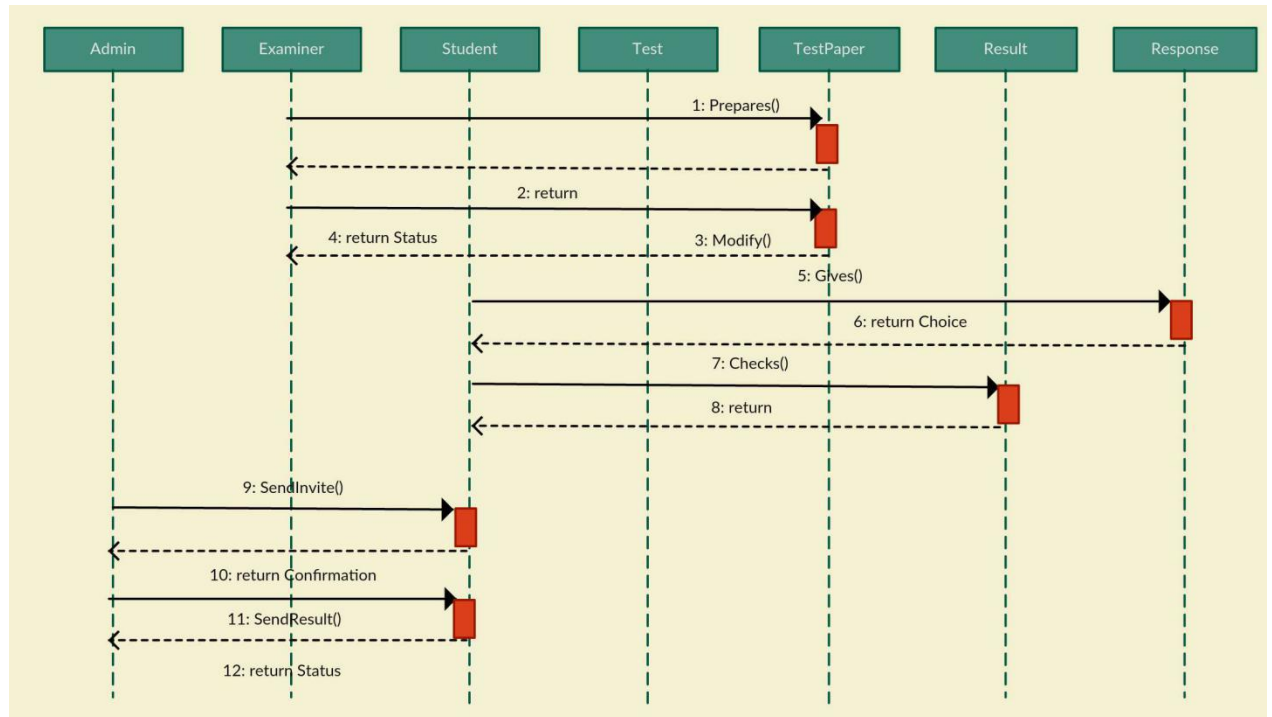 Admin
Examiner
Student
Test
TestPaper
Result
Response
1: Prepares()
2: return
4: return Status
3: Modify()
5: Gives()
6: return Choice
7: Checks()
8: return
9: SendInvite()
10: return Confirmation
11: SendResult()
12: return Status